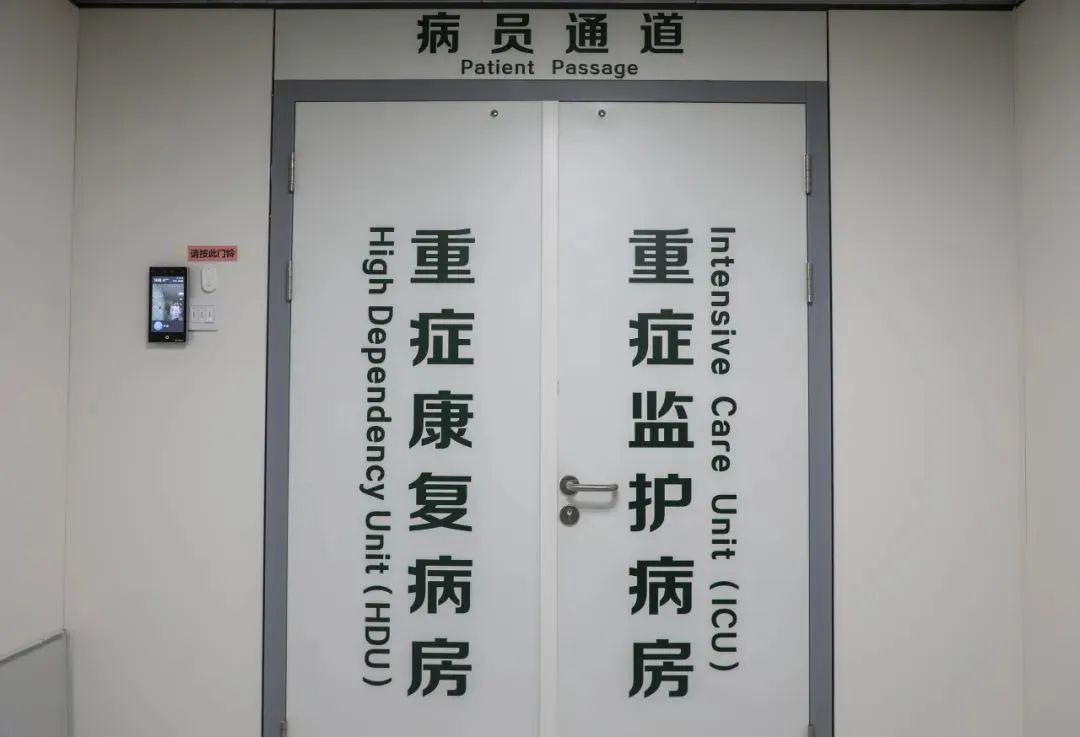 病员通道
Patient Passage
请按此门铃
重症康复病房
High Dependency Unit (HDU)
重症监护病房
Intensive Care Unit (ICU)